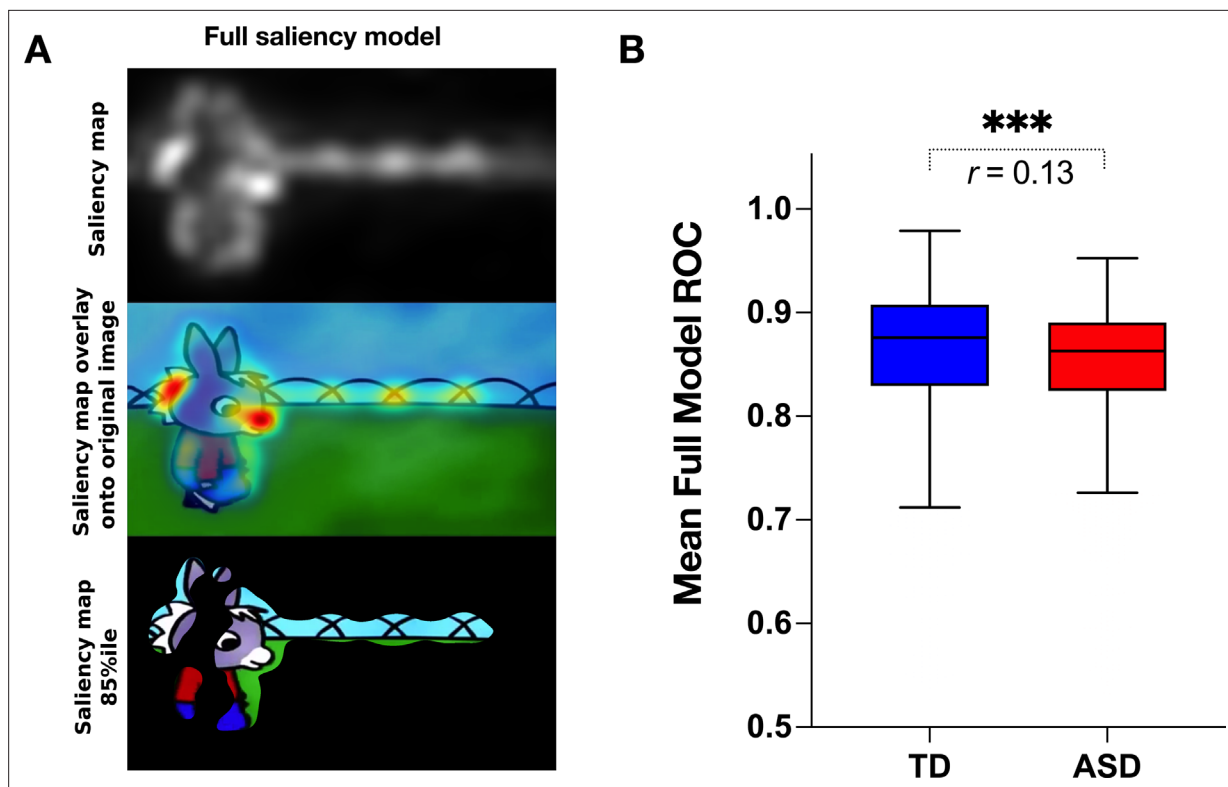 A
Full saliency model
Saliency map
Saliency map overlay
onto original image
Saliency map
85%ile
B
***
r = 0.13
Mean Full Model ROC
1.0
0.9
0.8
0.7
0.6
0.5
TD
ASD